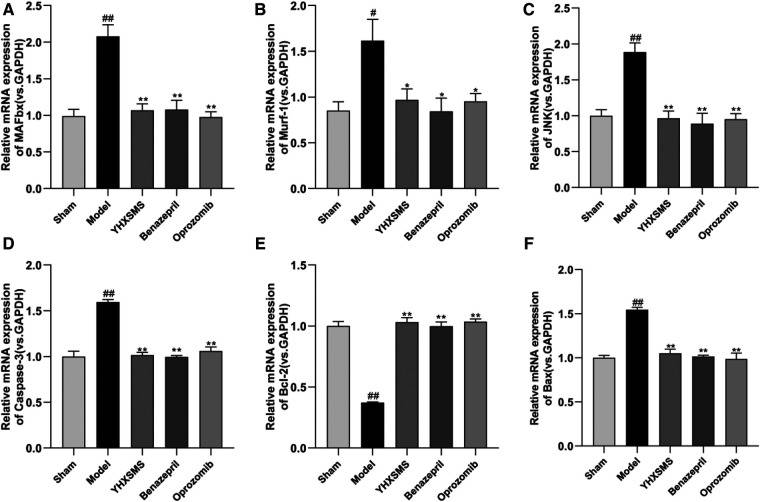 A
Relative mRNA expression
of MAFbx(vs.GAPDH)
2.5
2.0
1.5
1.0
0.5
0.0
##
**
**
**
Sham
Model
YHXSMS
Benazepril
Oprozomib
B
Relative mRNA expression
of Murf-1(vs.GAPDH)
2.0
1.5
1.0
0.5
0.0
#
*
*
*
Sham
Model
YHXSMS
Benazepril
Oprozomib
C
Relative mRNA expression
of JNK(vs.GAPDH)
2.5
2.0
1.5
1.0
0.5
0.0
##
**
**
**
Sham
Model
YHXSMS
Benazepril
Oprozomib
D
Relative mRNA expression
of Caspase-3(vs.GAPDH)
2.0
1.5
1.0
0.5
0.0
##
**
**
**
Sham
Model
YHXSMS
Benazepril
Oprozomib
E
Relative mRNA expression
of Bcl-2(vs.GAPDH)
1.5
1.0
0.5
0.0
##
**
**
**
Sham
Model
YHXSMS
Benazepril
Oprozomib
F
Relative mRNA expression
of Bax(vs.GAPDH)
2.0
1.5
1.0
0.5
0.0
##
**
**
**
Sham
Model
YHXSMS
Benazepril
Oprozomib